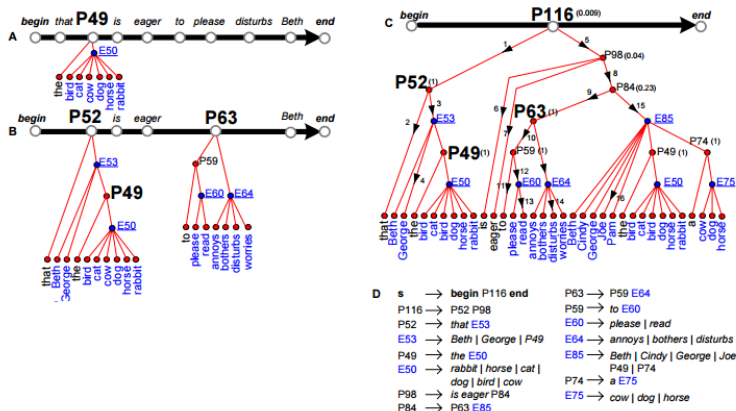 A
begin that P49 is eager to please disturbs Beth end
E50
the bird cat cow dog horse rabbit
B
begin P52 is eager P63 Beth end
E53
P59
P49
E60 E64
E50
that Beth George the bird cat cow dog horse rabbit
to please read annoys bothers disturbs worries
C
begin P116 (0.009) end
1 5
P98 (0.04)
8
P52 (1) P84 (0.23)
9 15
2 3 6
E53 P63 (1) E85
7 10
4 P49 (1) P59 (1) P49 (1) P74 (1)
11 12
E50 E60 E64 E50 E75
13 14 16
that Beth George the bird cat bird dog horse rabbit is eager to please read annoys bothers disturbs worries Beth Cindy George Joe Pam the bird cat bird dog horse rabbit a cow dog horse
D
s → begin P116 end
P116 → P52 P98
P52 → that E53
E53 → Beth | George | P49
P49 → the E50
E50 → rabbit | horse | cat |
dog | bird | cow
P98 → is eager P84
P84 → P63 E85
P63 → P59 E64
P59 → to E60
E60 → please | read
E64 → annoys | bothers | disturbs
E85 → Beth | Cindy | George | Joe
P49 | P74
P74 → a E75
E75 → cow | dog | horse